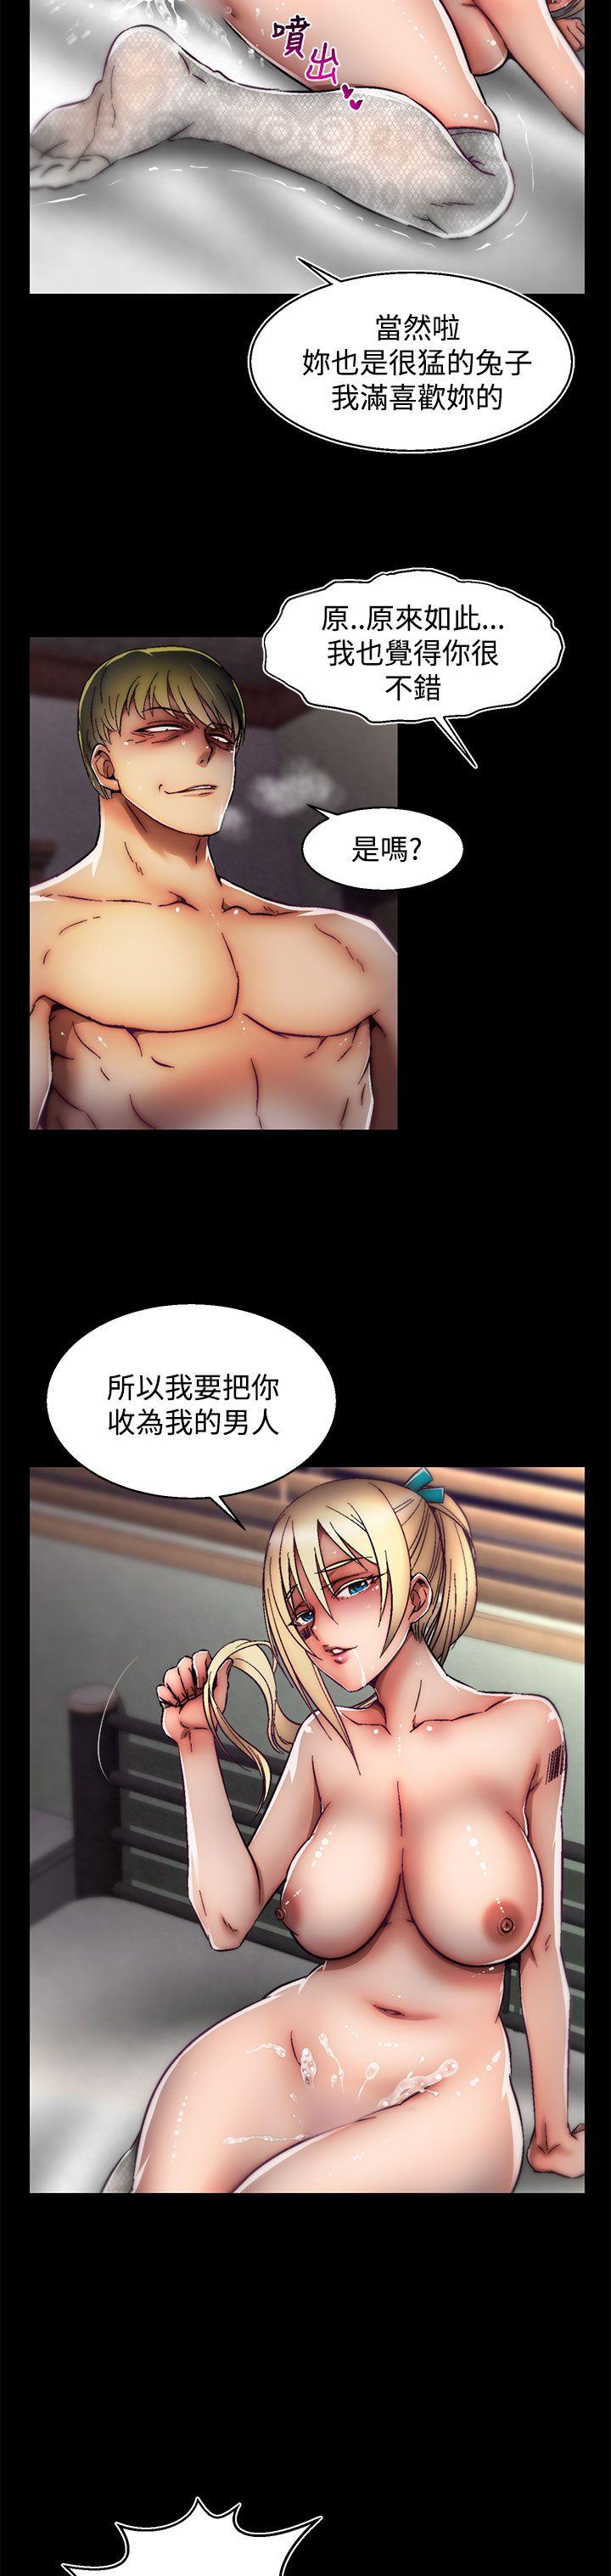 噴出
當然啦
妳也是很猛的兔子
我滿喜歡妳的
原..原來如此...
我也覺得你很
不錯
是嗎?
所以我要把你
收為我的男人